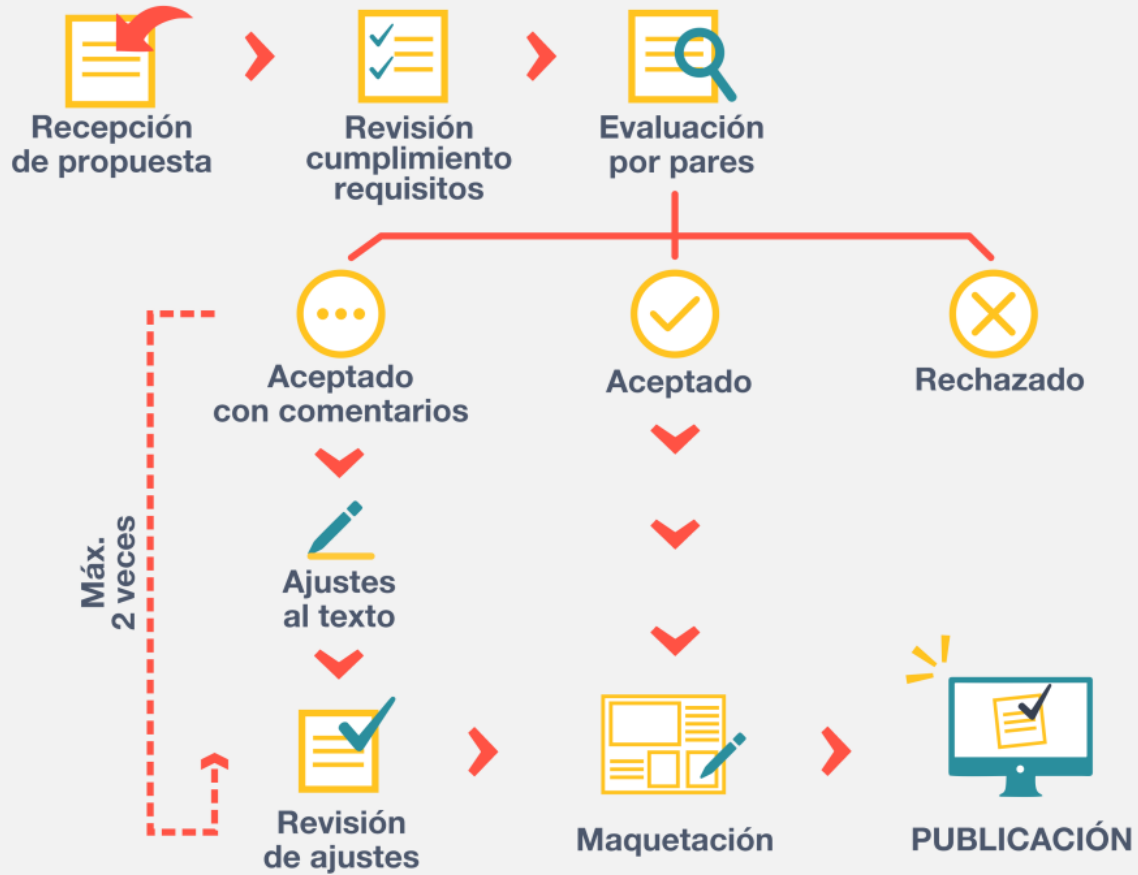 Recepción
de propuesta
Revisión
cumplimiento
requisitos
Evaluación
por pares
Aceptado
con comentarios
Aceptado
Rechazado
Máx.
2 veces
Ajustes
al texto
Revisión
de ajustes
Maquetación
PUBLICACIÓN